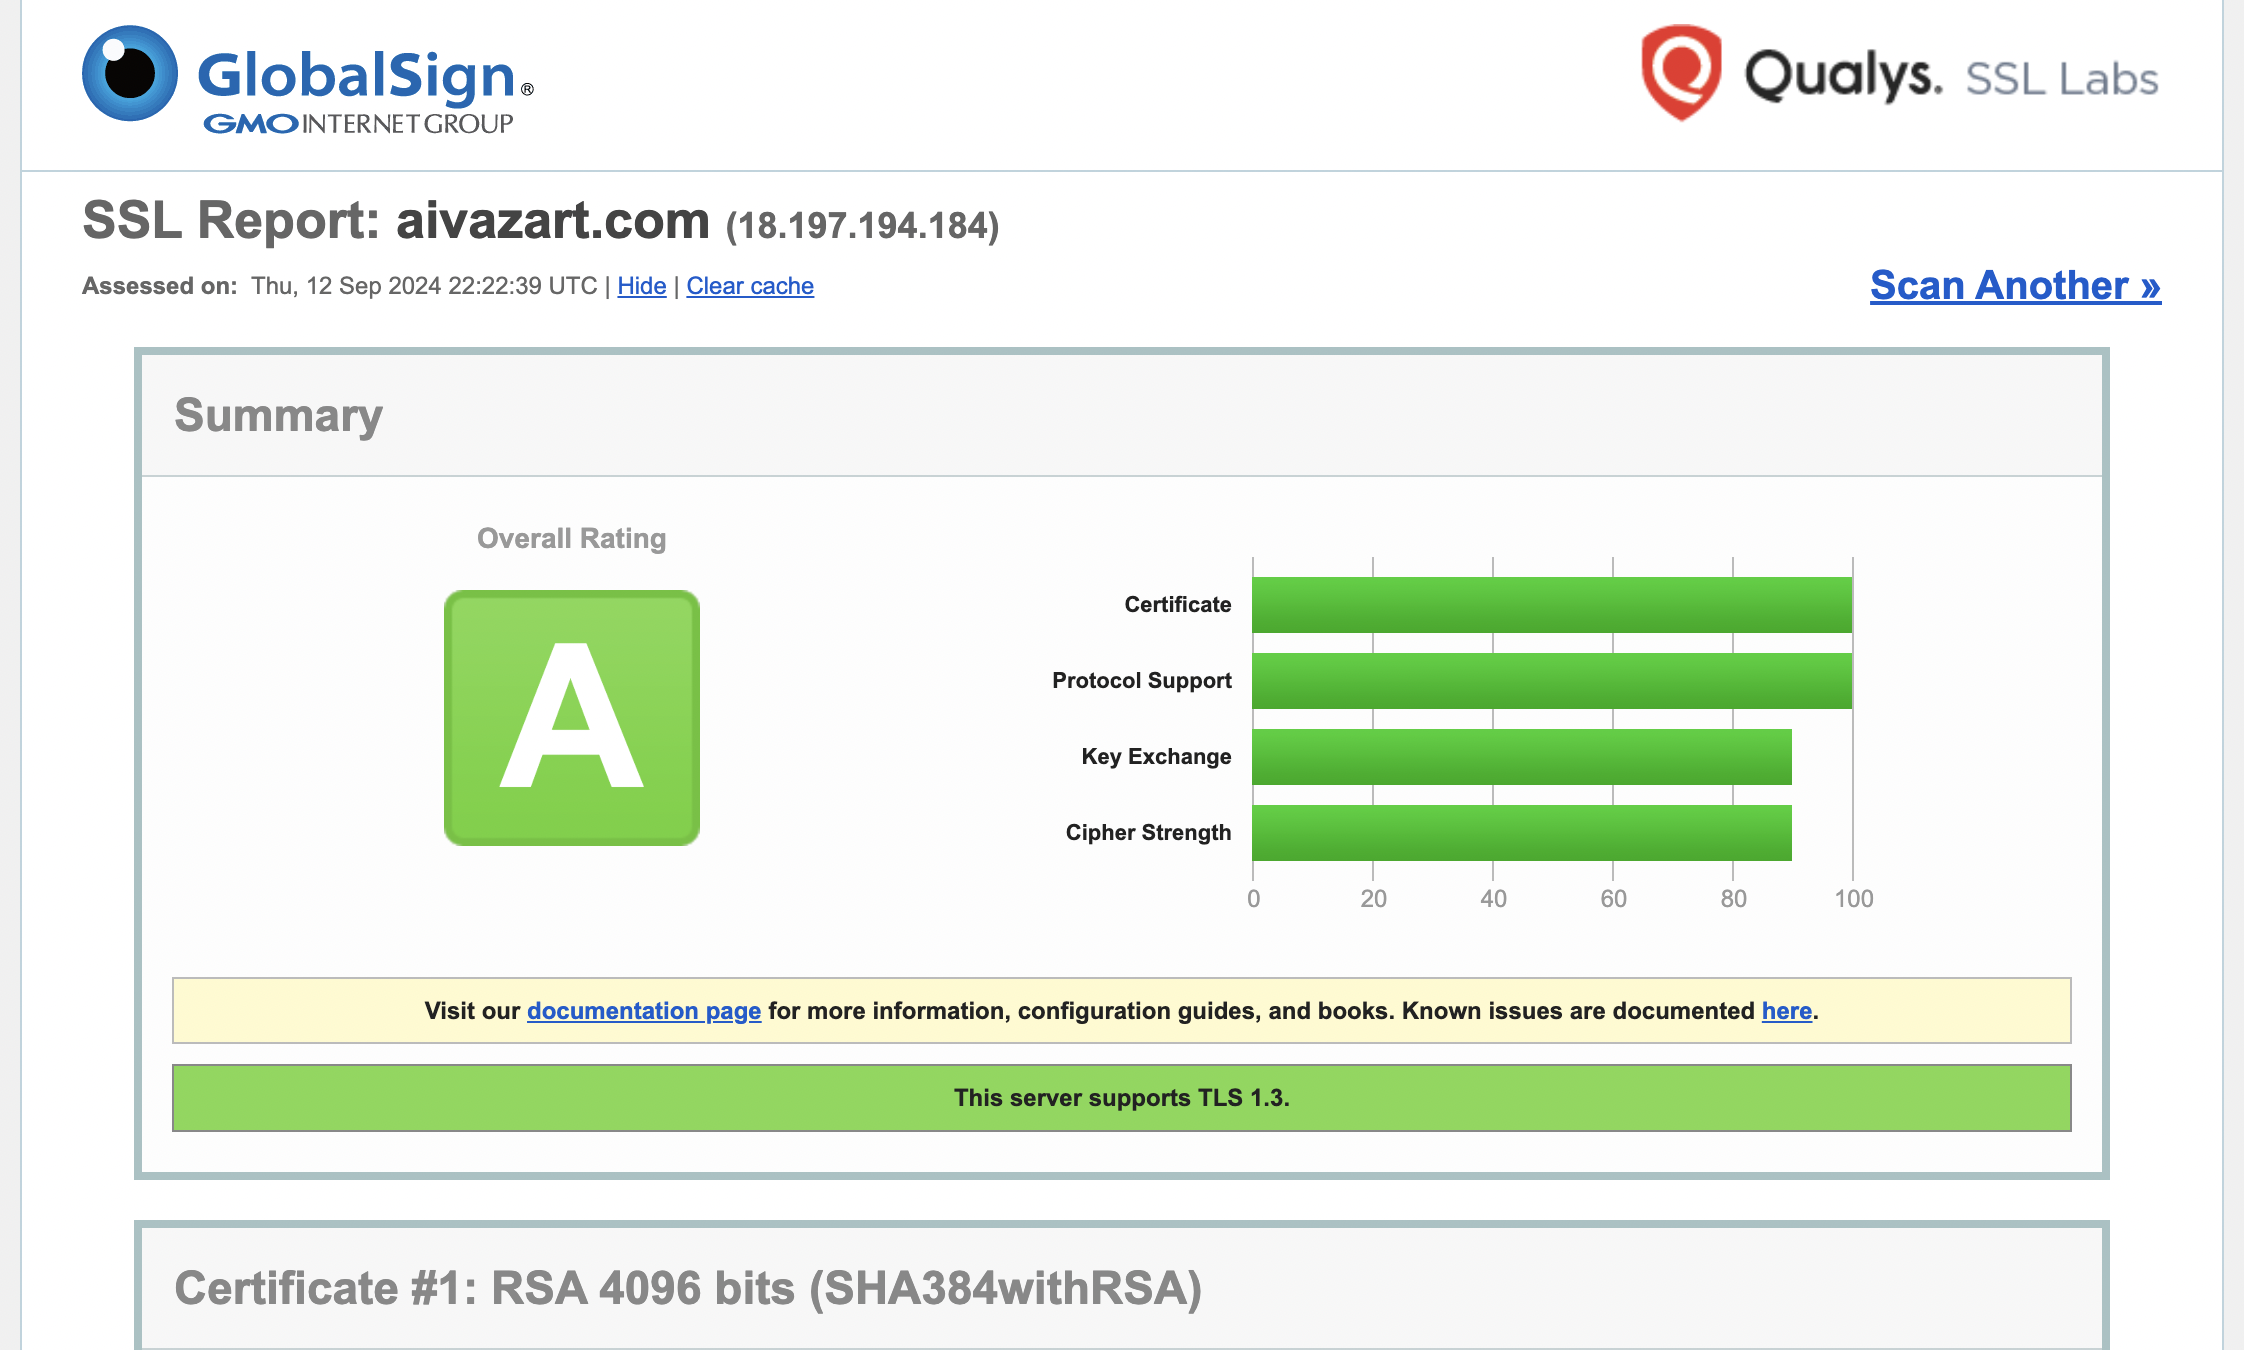 GlobalSign®
GMO INTERNET GROUP
Qualys. SSL Labs
SSL Report: aivazart.com (18.197.194.184)
Assessed on: Thu, 12 Sep 2024 22:22:39 UTC | Hide | Clear cache
Scan Another »
Summary
Overall Rating
A
Certificate
Protocol Support
Key Exchange
Cipher Strength
0 20 40 60 80 100
Visit our documentation page for more information, configuration guides, and books. Known issues are documented here.
This server supports TLS 1.3.
Certificate #1: RSA 4096 bits (SHA384withRSA)